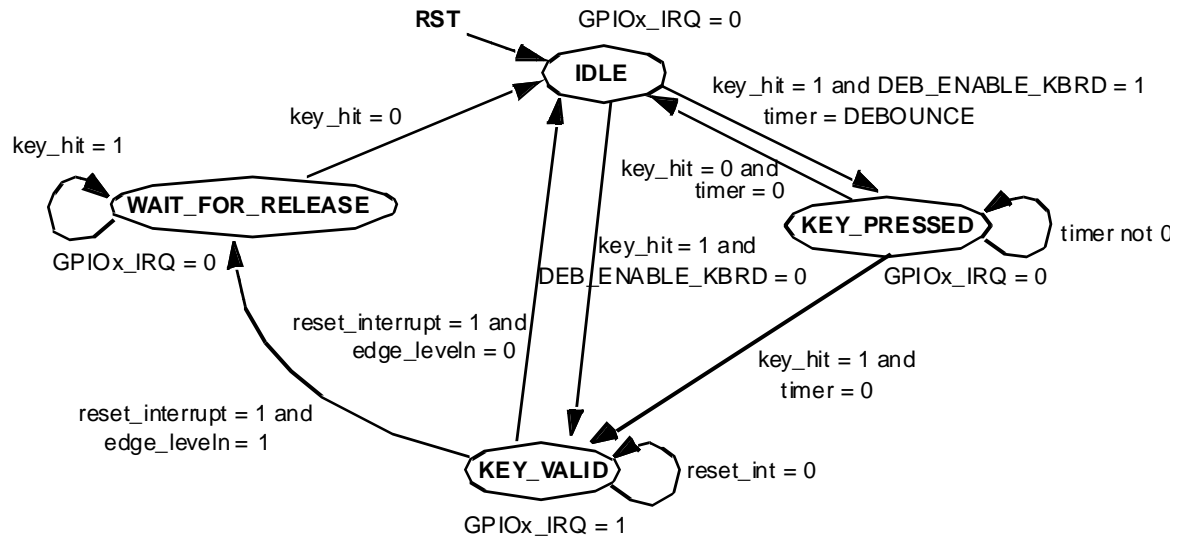 RST
GPIOx_IRQ = 0
IDLE
key_hit = 1 and DEB_ENABLE_KBRD = 1
timer = DEBOUNCE
key_hit = 0
key_hit = 1
WAIT_FOR_RELEASE
GPIOx_IRQ = 0
key_hit = 0 and
timer = 0
KEY_PRESSED
timer not 0
GPIOx_IRQ = 0
key_hit = 1 and
DEB_ENABLE_KBRD = 0
reset_interrupt = 1 and
edge_leveln = 0
key_hit = 1 and
timer = 0
reset_interrupt = 1 and
edge_leveln = 1
KEY_VALID
reset_int = 0
GPIOx_IRQ = 1